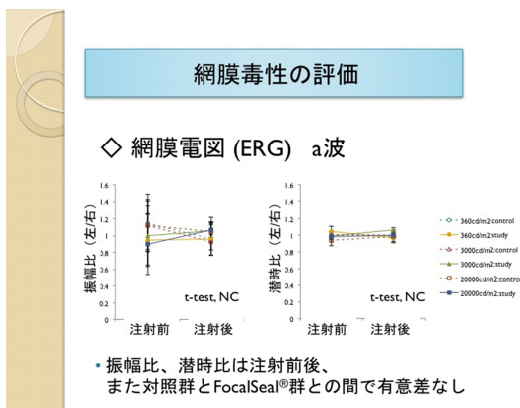 網膜毒性の評価
◇ 網膜電図 (ERG) a波
振幅比（左/右）
1.6
1.4
1.2
1
0.8
0.6
0.4
0.2
0
注射前 注射後
t-test, NC
潜時比（左/右）
1.6
1.4
1.2
1
0.8
0.6
0.4
0.2
0
注射前 注射後
t-test, NC
360cd/m2:control
360cd/m2:study
3000cd/m2:control
3000cd/m2:study
20000cd/m2:contro
20000cd/m2:study
• 振幅比、潜時比は注射前後、
また対照群とFocalSeal®群との間で有意差なし